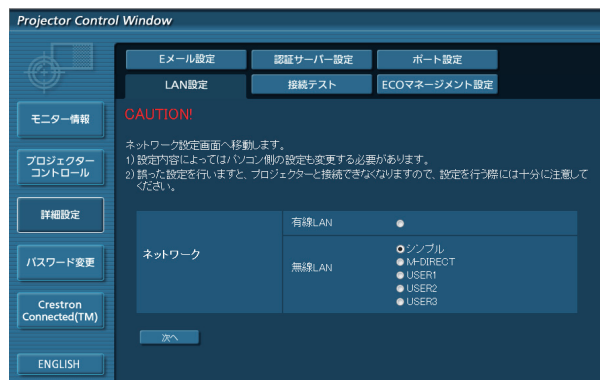 Projector Control Window
Eメール設定
認証サーバー設定
ポート設定
LAN設定
接続テスト
ECOマネージメント設定
モニター情報
プロジェクター
コントロール
詳細設定
パスワード変更
Crestron
Connected(TM)
ENGLISH
CAUTION!
ネットワーク設定画面へ移動します。
1) 設定内容によってはパソコン側の設定も変更する必要があります。
2) 誤った設定を行いますと、プロジェクターと接続できなくなりますので、設定を行う際には十分に注意して
ください。
ネットワーク
有線LAN
無線LAN
シンプル
M-DIRECT
USER1
USER2
USER3
次へ